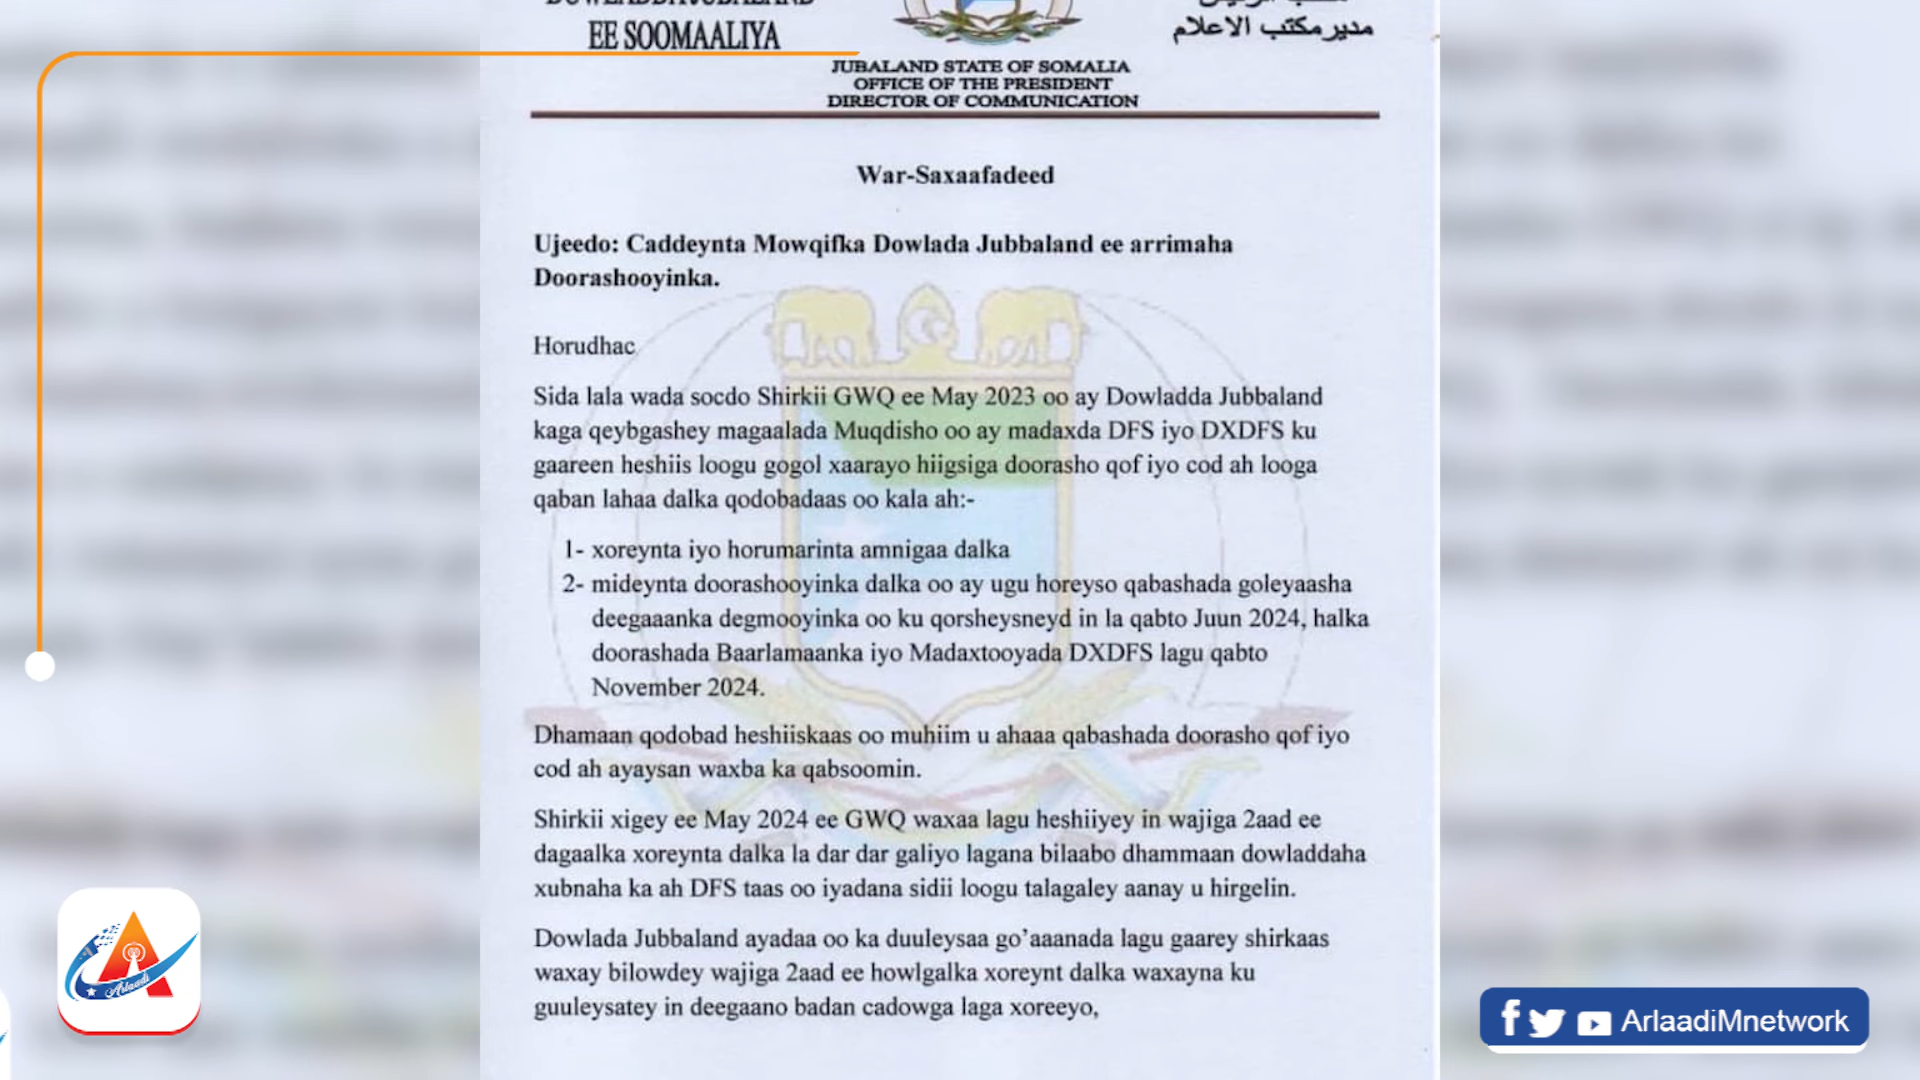 EE SOOMAALIYA
مدير مكتب الاعلام
JUBALAND STATE OF SOMALIA
OFFICE OF THE PRESIDENT
DIRECTOR OF COMMUNICATION
War-Saxaafadeed
Ujeedo: Caddeynta Mowqifka Dowlada Jubbaland ee arrimaha
Doorashooyinka.
Horudhac
Sida lala wada socdo Shirkii GWQ ee May 2023 oo ay Dowladda Jubbaland
kaga qeybgashey magaalada Muqdisho oo ay madaxda DFS iyo DXDFS ku
gaareen heshiis loogu gogol xaarayo hiigsiga doorasho qof iyo cod ah looga
qaban lahaa dalka qodobadaas oo kala ah:-
1- xoreynta iyo horumarinta amnigaa dalka
2- mideynta doorashooyinka dalka oo ay ugu horeyso qabashada goleyaasha
deegaaanka degmooyinka oo ku qorsheysneyd in la qabto Juun 2024, halka
doorashada Baarlamaanka iyo Madaxtooyada DXDFS lagu qabto
November 2024.
Dhamaan qodobad heshiiskaas oo muhiim u ahaaa qabashada doorasho qof iyo
cod ah ayaysan waxba ka qabsoomin.
Shirkii xigey ee May 2024 ee GWQ waxaa lagu heshiiyey in wajiga 2aad ee
dagaalka xoreynta dalka la dar dar galiyo lagana bilaabo dhammaan dowladdaha
xubnaha ka ah DFS taas oo iyadana sidii loogu talagaley aanay u hirgelin.
Dowlada Jubbaland ayadaa oo ka duuleysaa go'aaanada lagu gaarey shirkaas
waxay bilowdey wajiga 2aad ee howlgalka xoreynt dalka waxayna ku
guuleysatey in deegaano badan cadowga laga xoreeyo,
Arlaadi
ArlaadiMnetwork